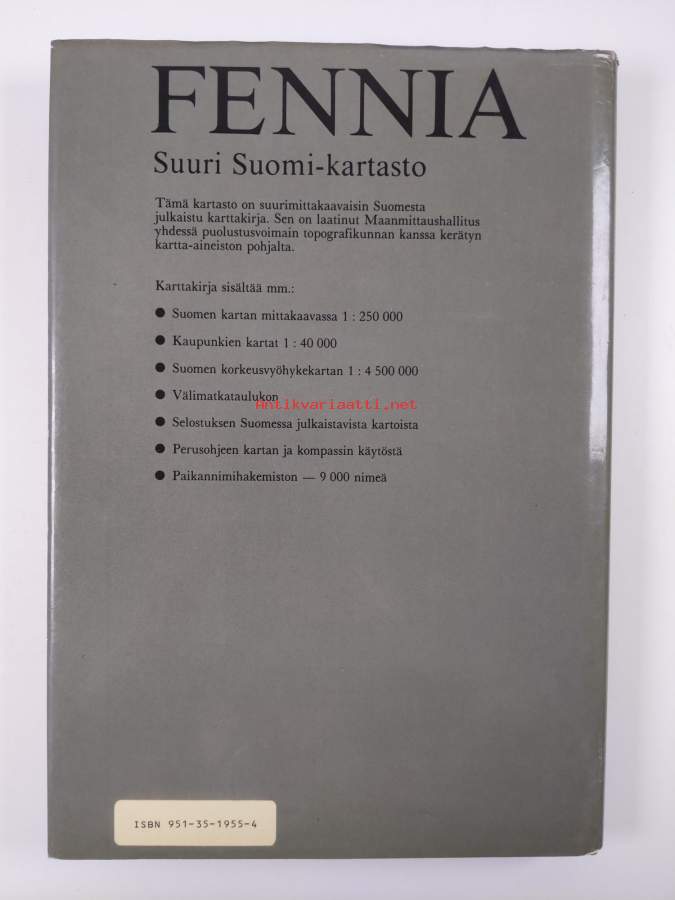 FENNIA
Suuri Suomi-kartasto
Tämä kartasto on suurimittakaavaisin Suomesta
julkaistu karttakirja. Sen on laatinut Maanmittaushallitus
yhdessä puolustusvoimain topografikunnan kanssa kerätyn
kartta-aineiston pohjalta.
Karttakirja sisältää mm.:
● Suomen kartan mittakaavassa 1 : 250 000
● Kaupunkien kartat 1 : 40 000
● Suomen korkeusvyöhykekartan 1 : 4 500 000
● Välimatkataulukon
Antikvariaatti.net
● Selostuksen Suomessa julkaistavista kartoista
● Perusohjeen kartan ja kompassin käytöstä
● Paikannimihakemiston — 9 000 nimeä
ISBN 951-35-1955-4